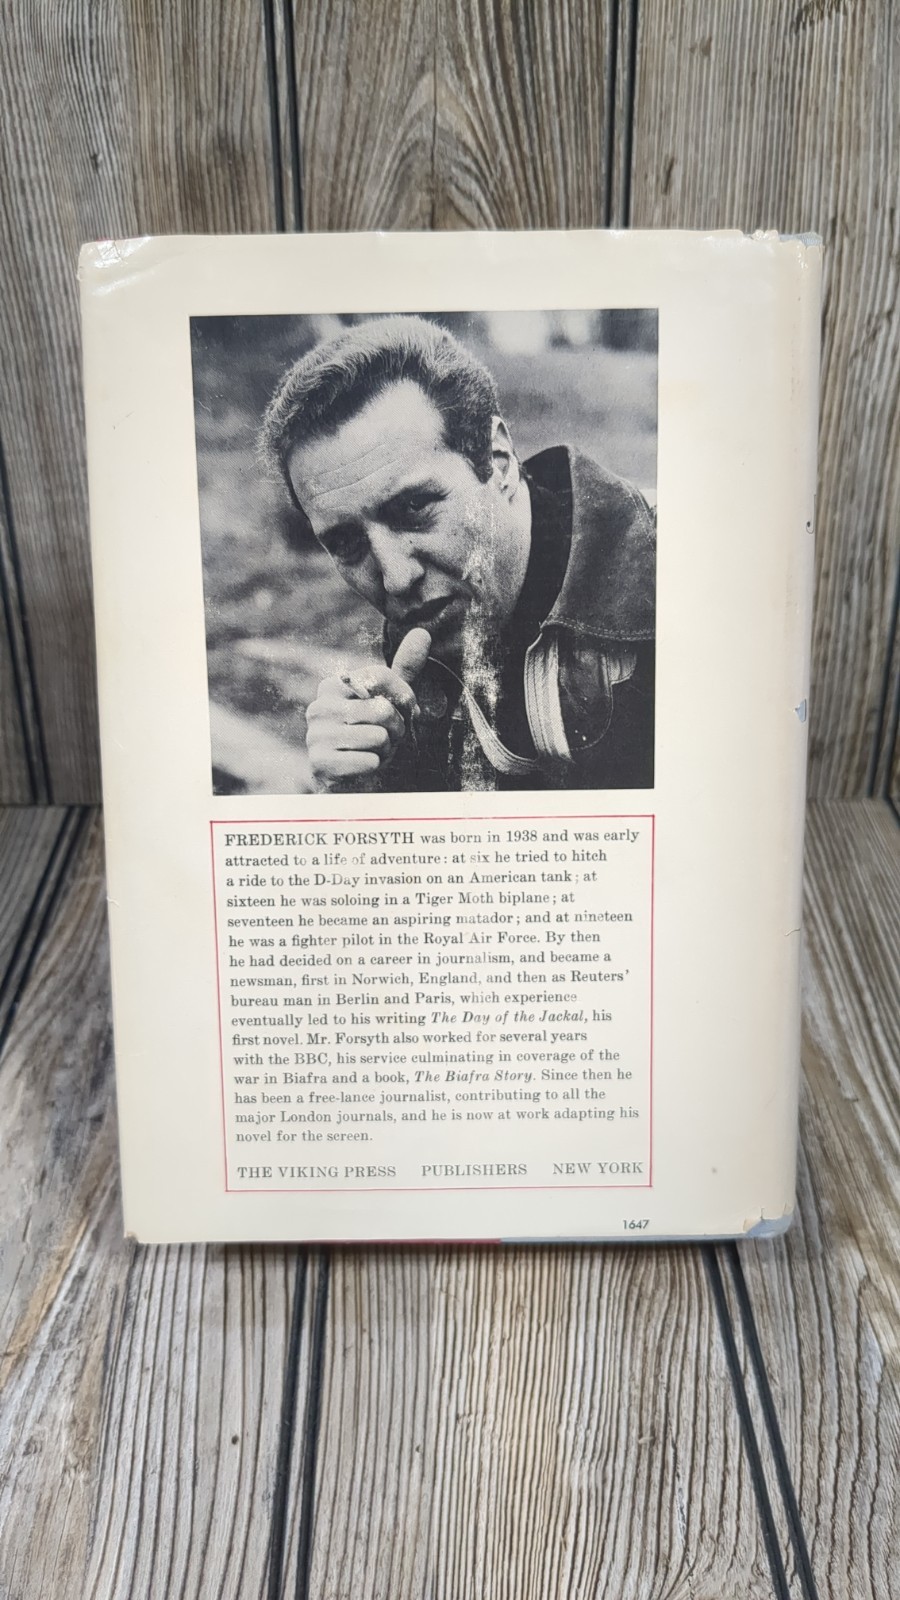 FREDERICK FORSYTH was born in 1938 and was early
attracted to a life of adventure: at six he tried to hitch
a ride to the D-Day invasion on an American tank; at
sixteen he was soloing in a Tiger Moth biplane; at
seventeen he became an aspiring matador; and at nineteen
he was a fighter pilot in the Royal Air Force. By then
he had decided on a career in journalism, and became a
newsman, first in Norwich, England, and then as Reuters'
bureau man in Berlin and Paris, which experience
eventually led to his writing The Day of the Jackal, his
first novel. Mr. Forsyth also worked for several years
with the BBC, his service culminating in coverage of the
war in Biafra and a book, The Biafra Story. Since then he
has been a free-lance journalist, contributing to all the
major London journals, and he is now at work adapting his
novel for the screen.
THE VIKING PRESS PUBLISHERS NEW YORK
1647